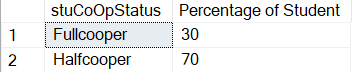 stuCoOpStatus Percentage of Student
1 Fullcooper 30
2 Halfcooper 70